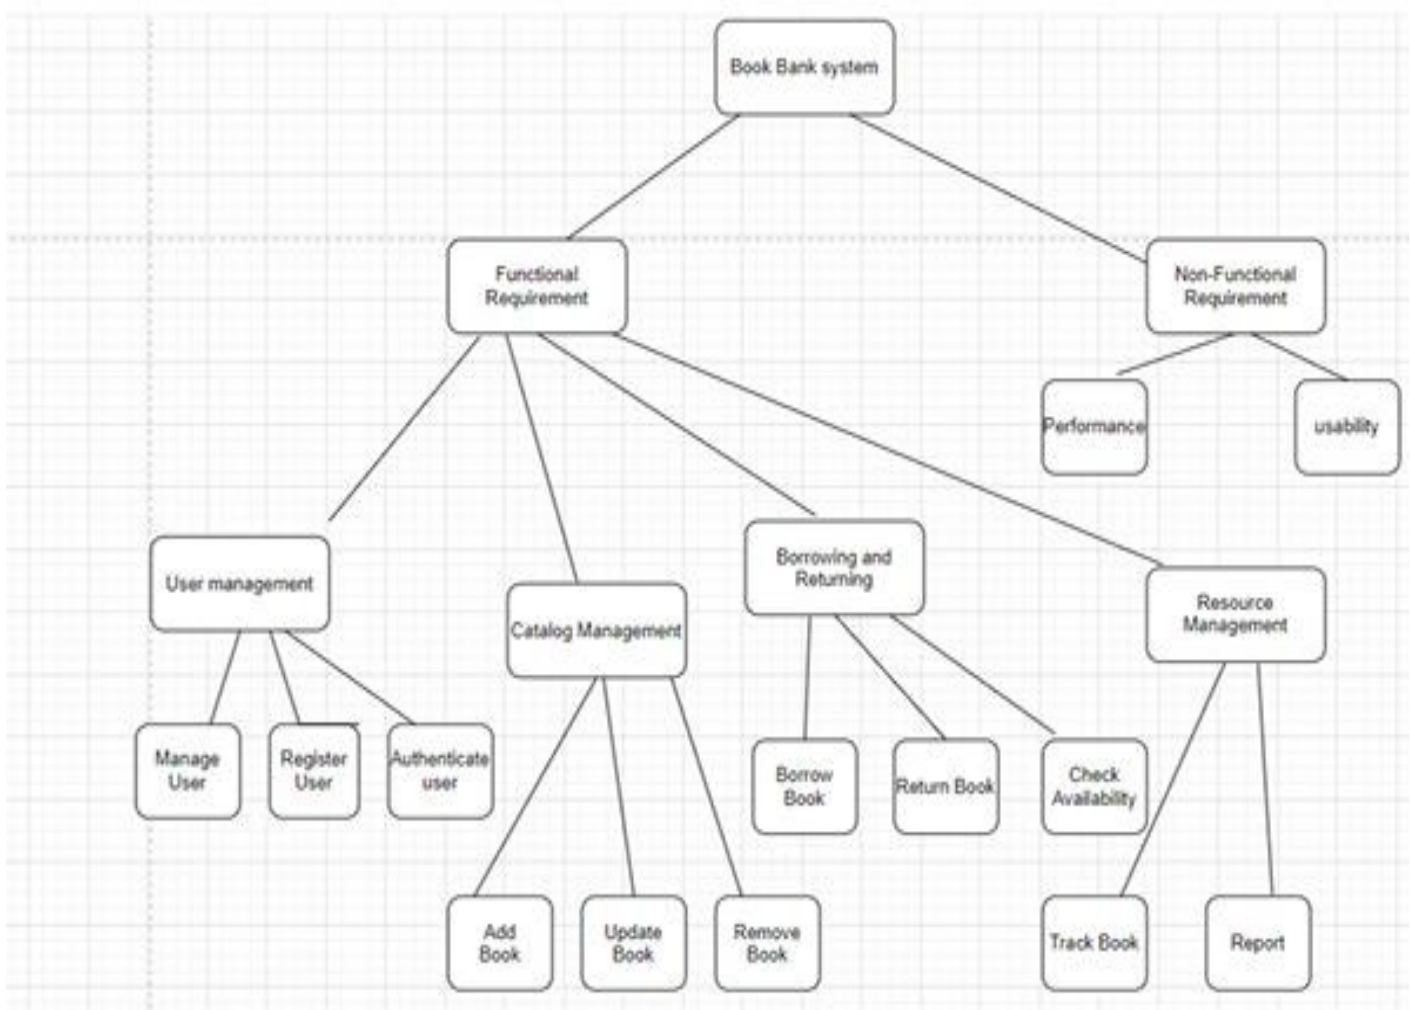 Book Bank system
Functional
Requirement
Non-Functional
Requirement
Performance
usability
User management
Catalog Management
Borrowing and
Returning
Resource
Management
Manage
User
Register
User
Authenticate
user
Borrow
Book
Return Book
Check
Availability
Add
Book
Update
Book
Remove
Book
Track Book
Report